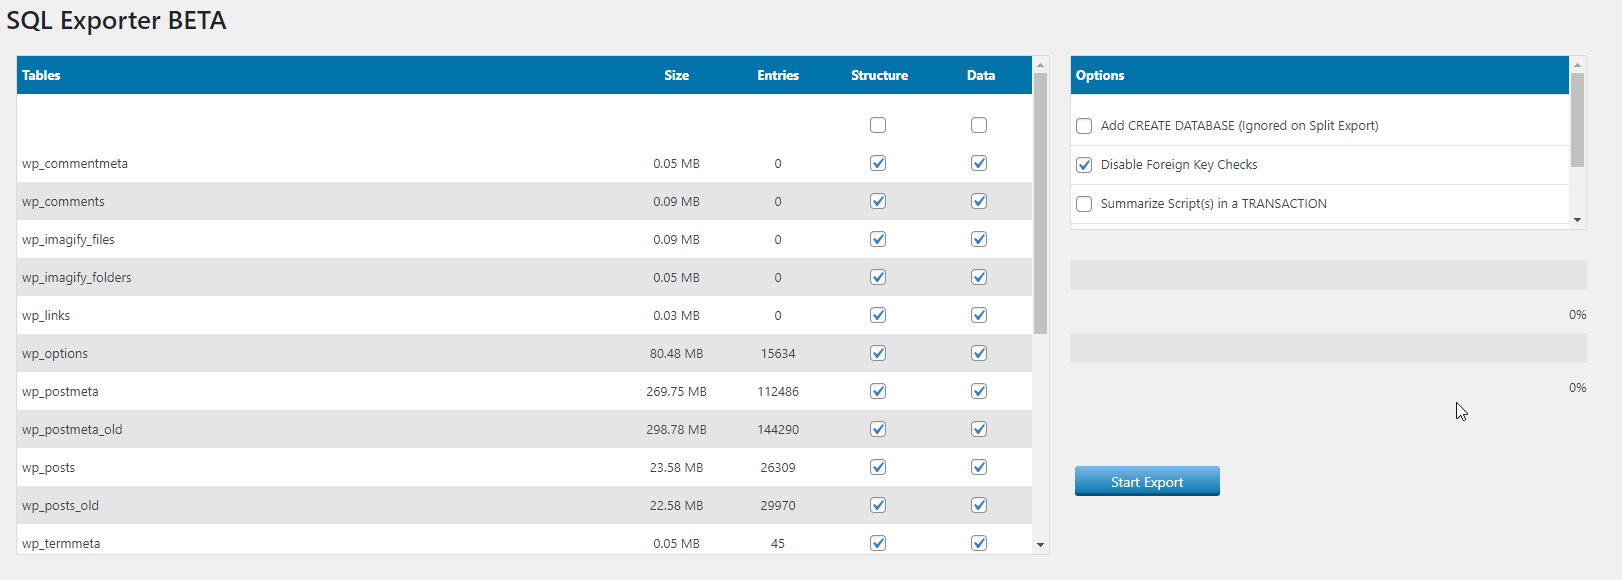 SQL Exporter BETA
Tables Size Entries Structure Data
wp_commentmeta 0.05 MB 0
wp_comments 0.09 MB 0
wp_imagify_files 0.09 MB 0
wp_imagify_folders 0.05 MB 0
wp_links 0.03 MB 0
wp_options 80.48 MB 15634
wp_postmeta 269.75 MB 112486
wp_postmeta_old 298.78 MB 144290
wp_posts 23.58 MB 26309
wp_posts_old 22.58 MB 29970
wp_termmeta 0.05 MB 45
Options
Add CREATE DATABASE (Ignored on Split Export)
Disable Foreign Key Checks
Summarize Script(s) in a TRANSACTION
0%
0%
Start Export